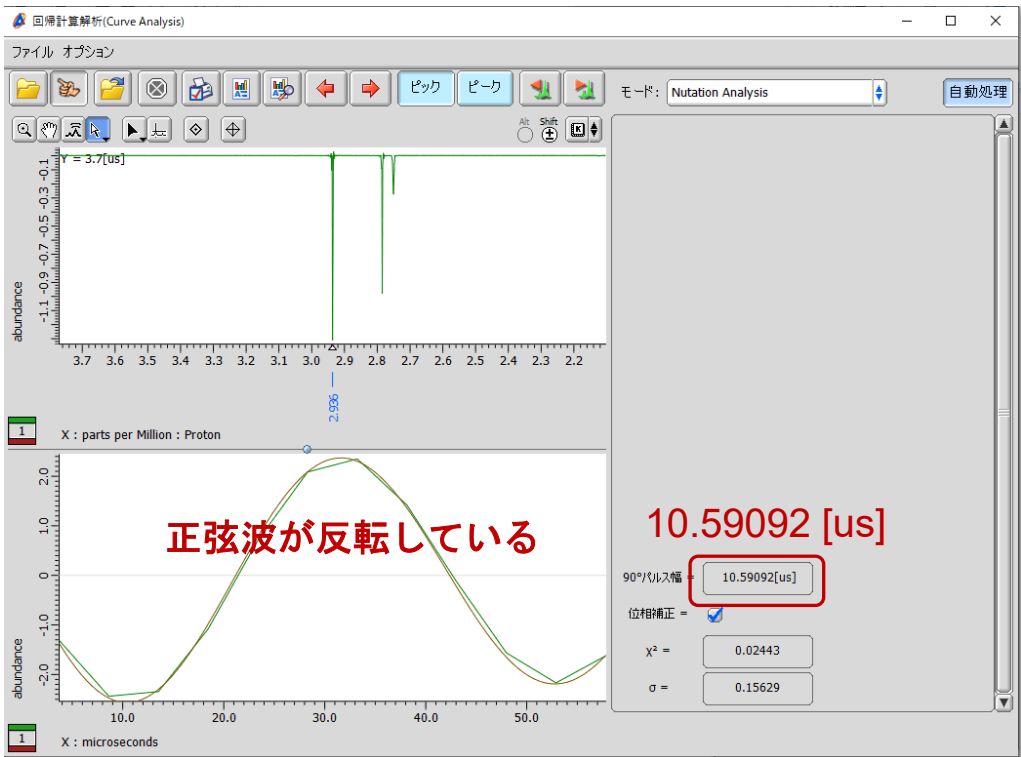 回帰計算解析(Curve Analysis)
ファイル オプション
ピック ピーク
モード: Nutation Analysis
自動処理
Alt Shift
Y = 3.7[us]
abundance
-1.1 -0.9 -0.7 -0.5 -0.3 -0.1
3.7 3.6 3.5 3.4 3.3 3.2 3.1 3.0 2.9 2.8 2.7 2.6 2.5 2.4 2.3 2.2
2.936
1
X : parts per Million : Proton
abundance
-2.0 -1.0 0 1.0 2.0
正弦波が反転している
10.0 20.0 30.0 40.0 50.0
1
X : microseconds
10.59092 [us]
90°パルス幅 = 10.59092[us]
位相補正 =
χ² = 0.02443
σ = 0.15629